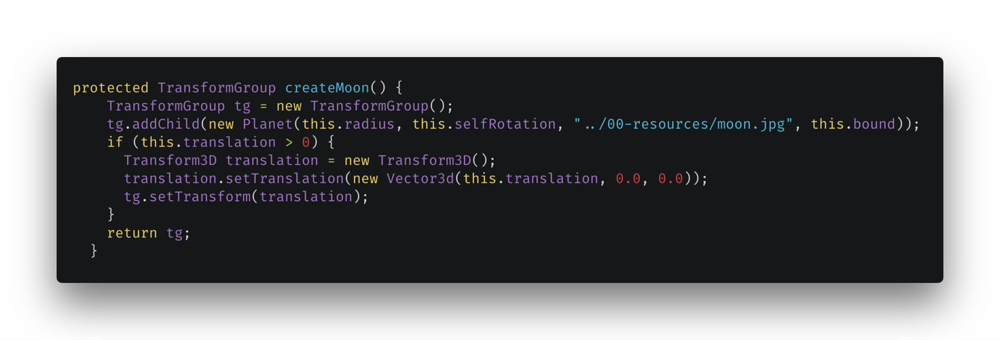 protected TransformGroup createMoon() {
    TransformGroup tg = new TransformGroup();
    tg.addChild(new Planet(this.radius, this.selfRotation, "../00-resources/moon.jpg", this.bound));
    if (this.translation > 0) {
      Transform3D translation = new Transform3D();
      translation.setTranslation(new Vector3d(this.translation, 0.0, 0.0));
      tg.setTransform(translation);
    }
    return tg;
  }